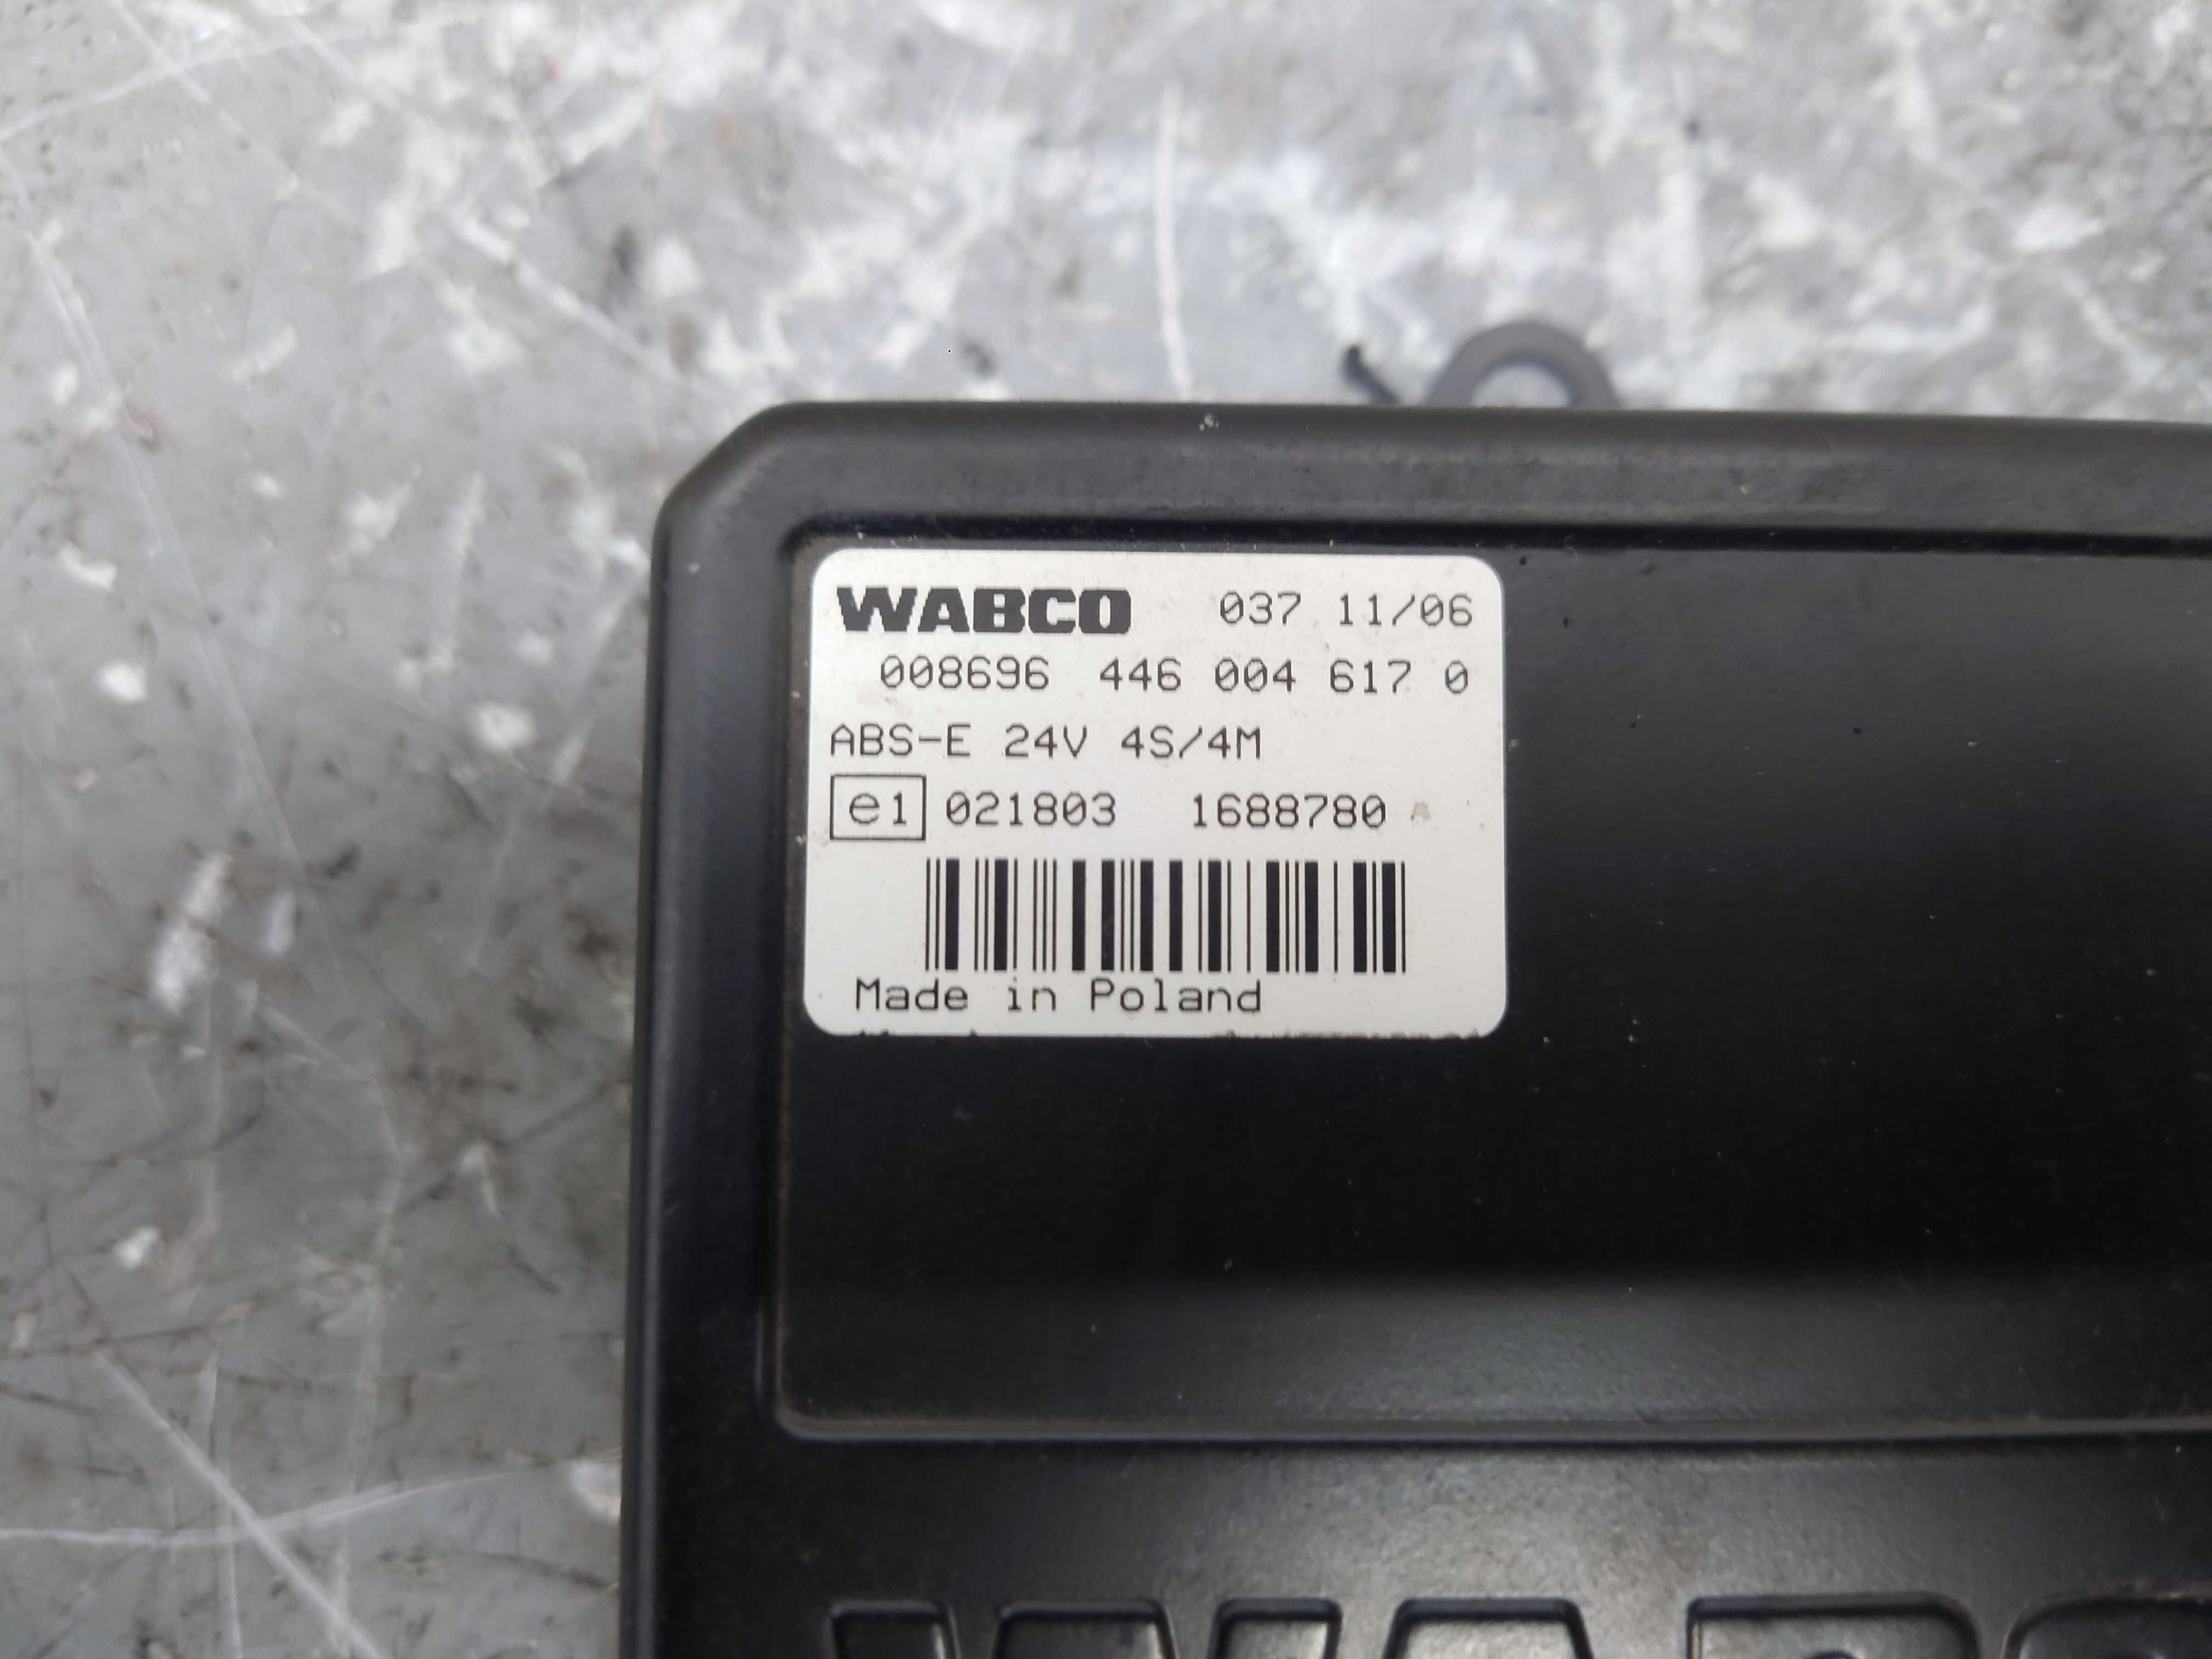 WABCO 037 11/06
008696 446 004 617 0
ABS-E 24V 4S/4M
e1 021803 1688780
Made in Poland